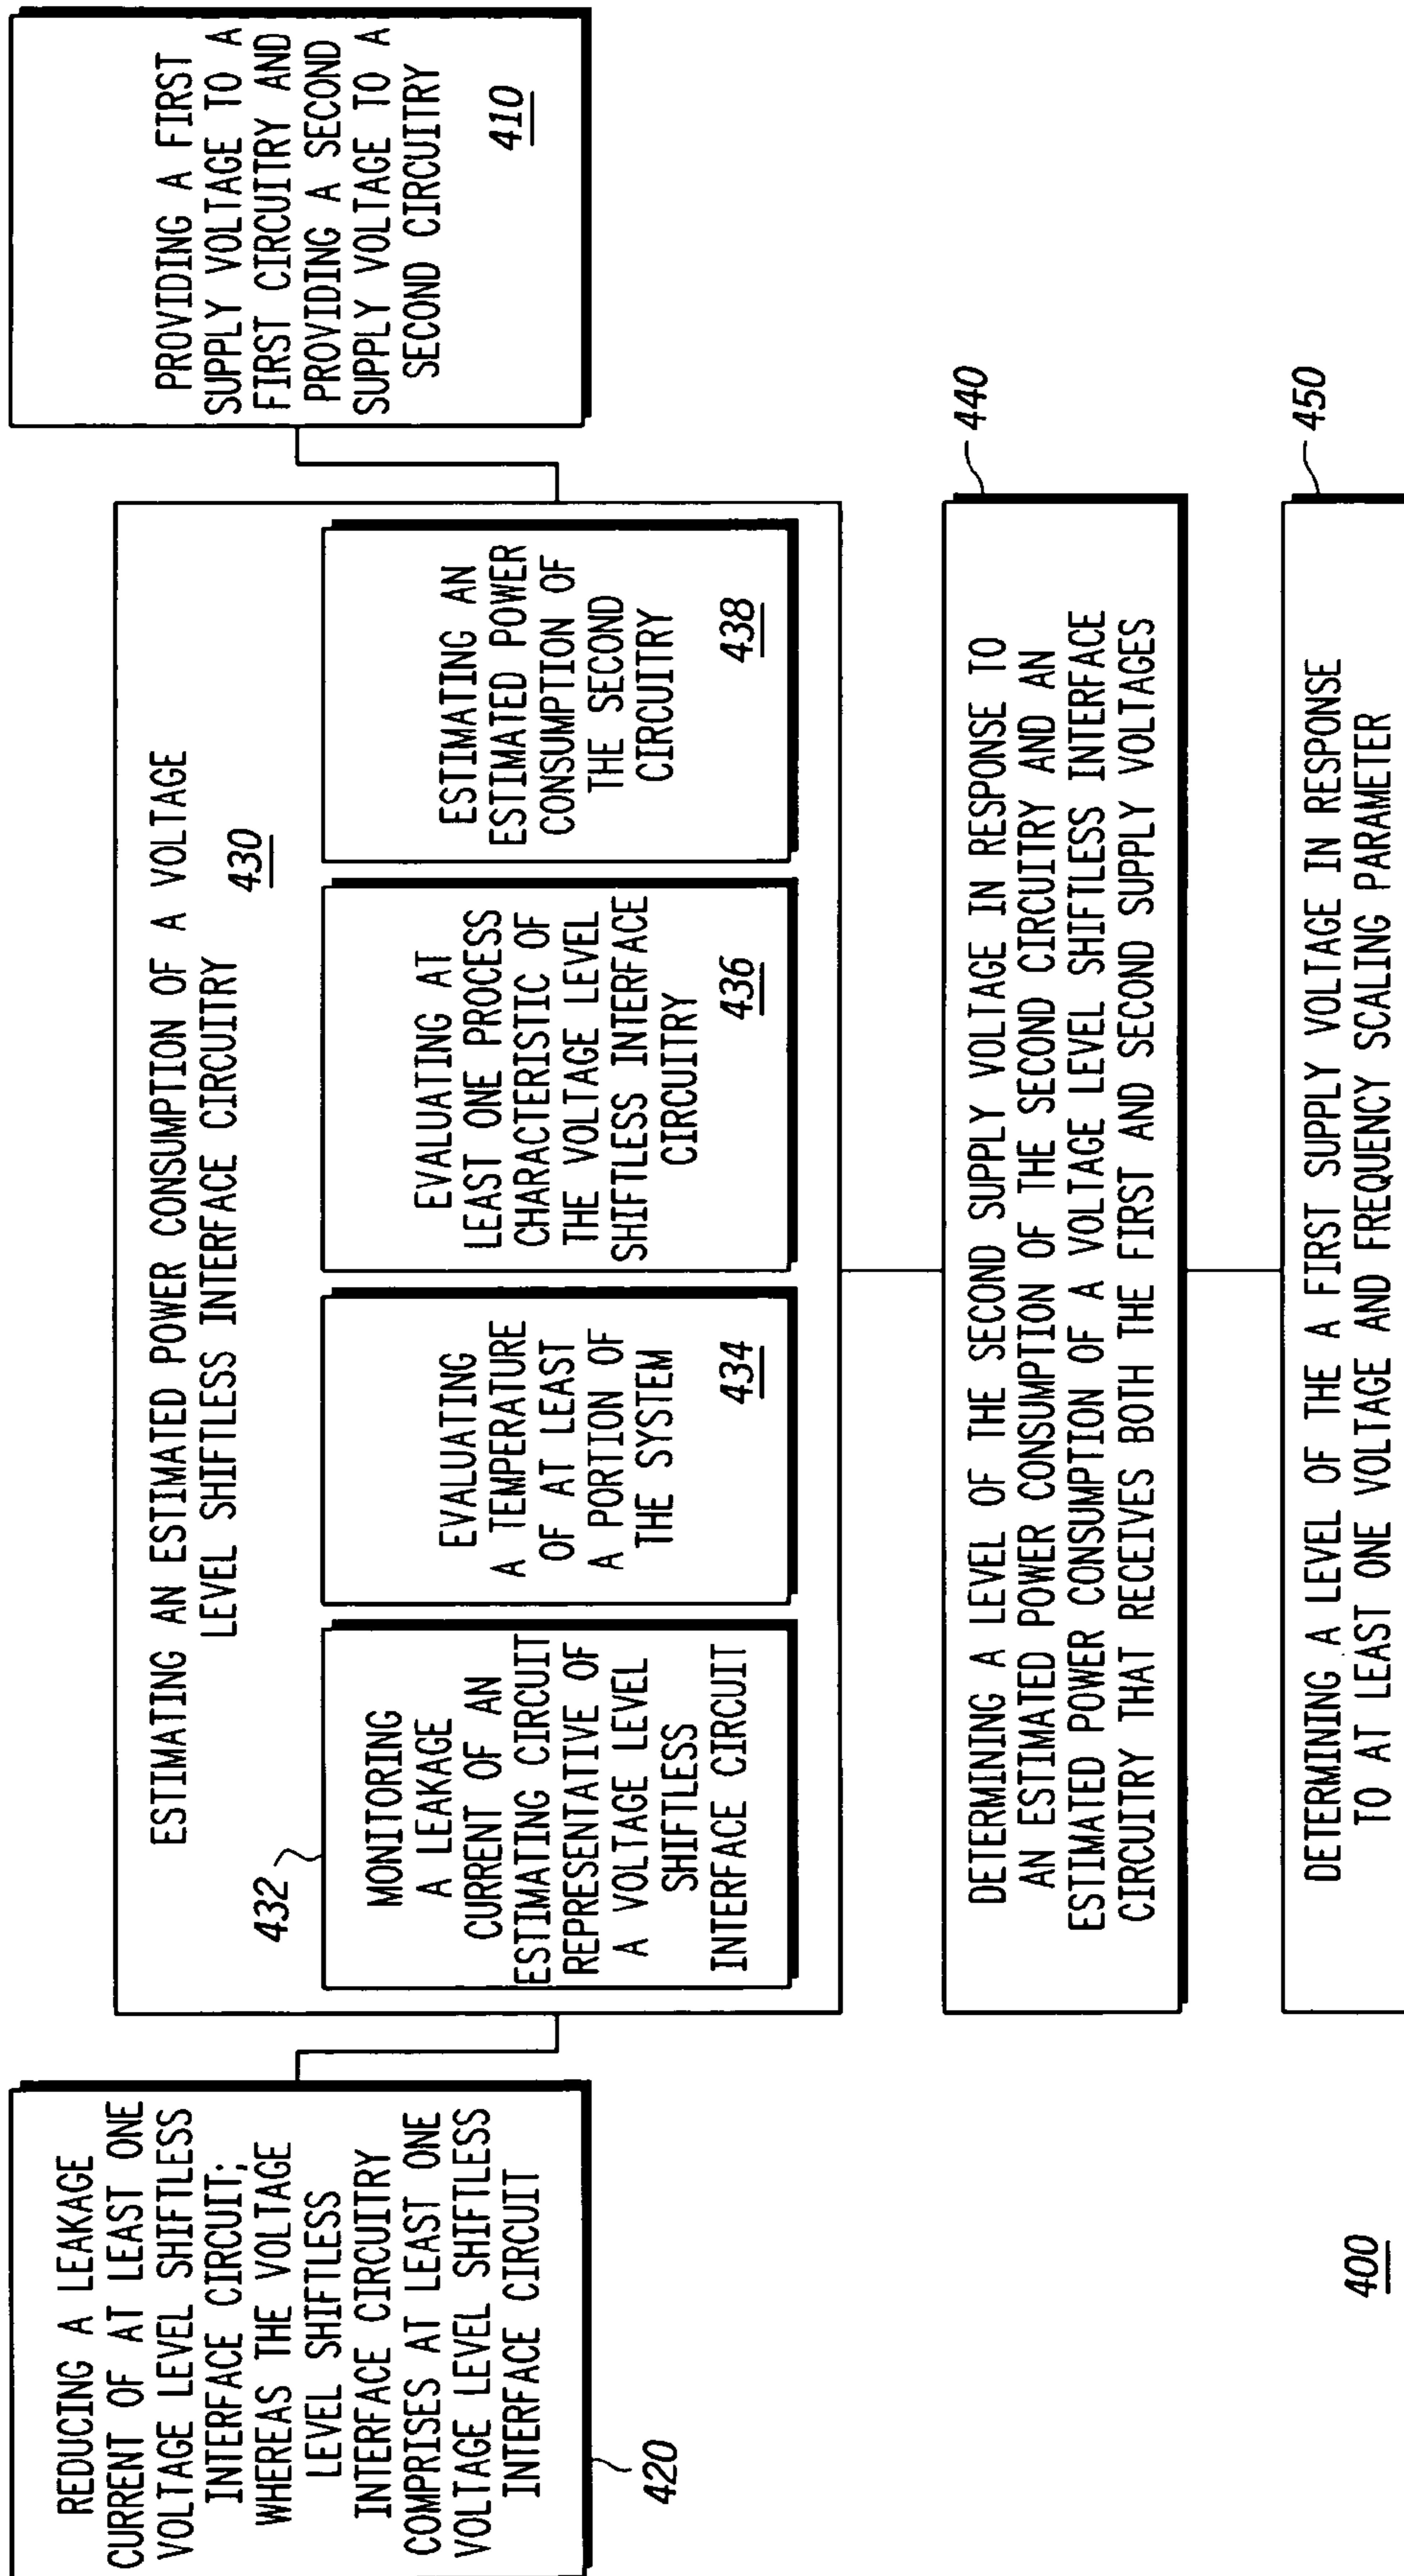 REDUCING A LEAKAGE
CURRENT OF AT LEAST ONE
VOLTAGE LEVEL SHIFTLESS
INTERFACE CIRCUIT;
WHEREAS THE VOLTAGE
LEVEL SHIFTLESS
INTERFACE CIRCUITRY
COMPRISES AT LEAST ONE
VOLTAGE LEVEL SHIFTLESS
INTERFACE CIRCUIT
420
ESTIMATING AN ESTIMATED POWER CONSUMPTION OF A VOLTAGE
LEVEL SHIFTLESS INTERFACE CIRCUITRY
430
432
MONITORING
A LEAKAGE
CURRENT OF AN
ESTIMATING CIRCUIT
REPRESENTATIVE OF
A VOLTAGE LEVEL
SHIFTLESS
INTERFACE CIRCUIT
EVALUATING
A TEMPERATURE
OF AT LEAST
A PORTION OF
THE SYSTEM
434
EVALUATING AT
LEAST ONE PROCESS
CHARACTERISTIC OF
THE VOLTAGE LEVEL
SHIFTLESS INTERFACE
CIRCUITRY
436
ESTIMATING AN
ESTIMATED POWER
CONSUMPTION OF
THE SECOND
CIRCUITRY
438
PROVIDING A FIRST
SUPPLY VOLTAGE TO A
FIRST CIRCUITRY AND
PROVIDING A SECOND
SUPPLY VOLTAGE TO A
SECOND CIRCUITRY
410
DETERMINING A LEVEL OF THE SECOND SUPPLY VOLTAGE IN RESPONSE TO
AN ESTIMATED POWER CONSUMPTION OF THE SECOND CIRCUITRY AND AN
ESTIMATED POWER CONSUMPTION OF A VOLTAGE LEVEL SHIFTLESS INTERFACE
CIRCUITRY THAT RECEIVES BOTH THE FIRST AND SECOND SUPPLY VOLTAGES
440
DETERMINING A LEVEL OF THE A FIRST SUPPLY VOLTAGE IN RESPONSE
TO AT LEAST ONE VOLTAGE AND FREQUENCY SCALING PARAMETER
450
400